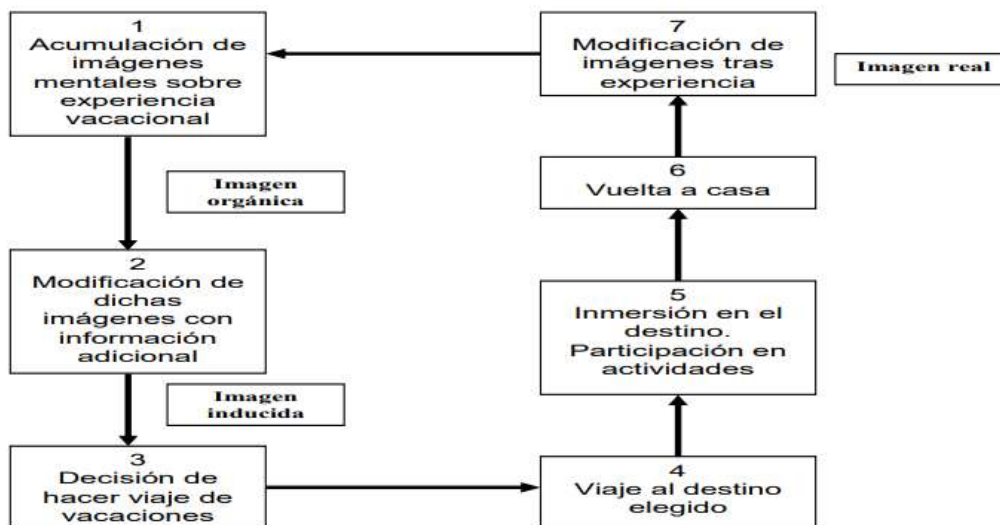 1
Acumulación de
imágenes
mentales sobre
experiencia
vacacional
Imagen
orgánica
2
Modificación de
dichas
imágenes con
información
adicional
Imagen
inducida
3
Decisión de
hacer viaje de
vacaciones
4
Viaje al destino
elegido
5
Inmersión en el
destino.
Participación en
actividades
6
Vuelta a casa
7
Modificación de
imágenes tras
experiencia
Imagen real